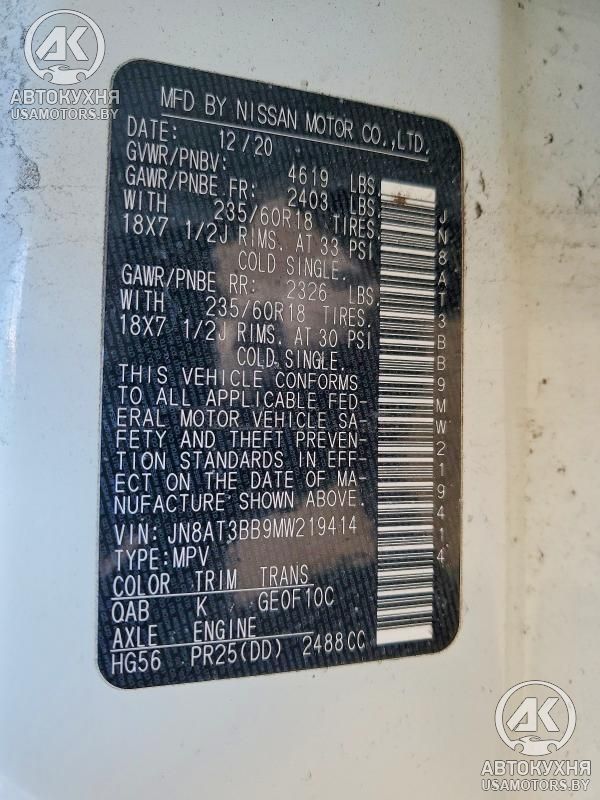 AK
АВТОКУХНЯ
USAMOTORS.BY
MFD BY NISSAN MOTOR CO.,LTD.
DATE: 12/20
GVWR/PNBV: 4619 LBS
GAWR/PNBE FR: 2403 LBS.
WITH 235/60R18 TIRES.
18X7 1/2J RIMS. AT 33 PSI
COLD SINGLE.
GAWR/PNBE RR: 2326 LBS.
WITH 235/60R18 TIRES.
18X7 1/2J RIMS. AT 30 PSI
COLD SINGLE.
THIS VEHICLE CONFORMS
TO ALL APPLICABLE FED-
ERAL MOTOR VEHICLE SA-
FETY AND THEFT PREVEN-
TION STANDARDS IN EFF-
ECT ON THE DATE OF MA-
NUFACTURE SHOWN ABOVE.
VIN: JN8AT3BB9MW219414
TYPE:MPV
COLOR TRIM TRANS
QAB K GE0F10C
AXLE ENGINE
HG56 PR25(DD) 2488CC
JN8AT3BB9MW219414
AK
АВТОКУХНЯ
USAMOTORS.BY